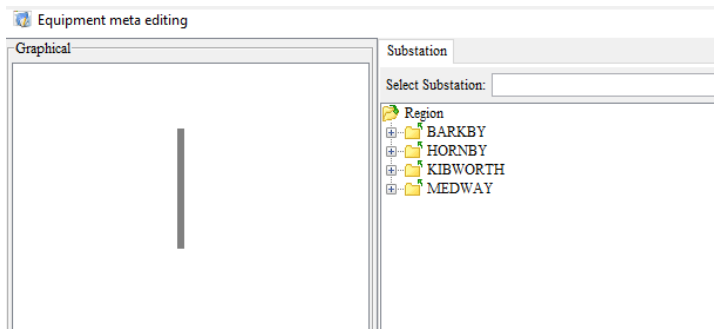 Equipment meta editing
Graphical
Substation
Select Substation:
Region
BARKBY
HORNBY
KIBWORTH
MEDWAY